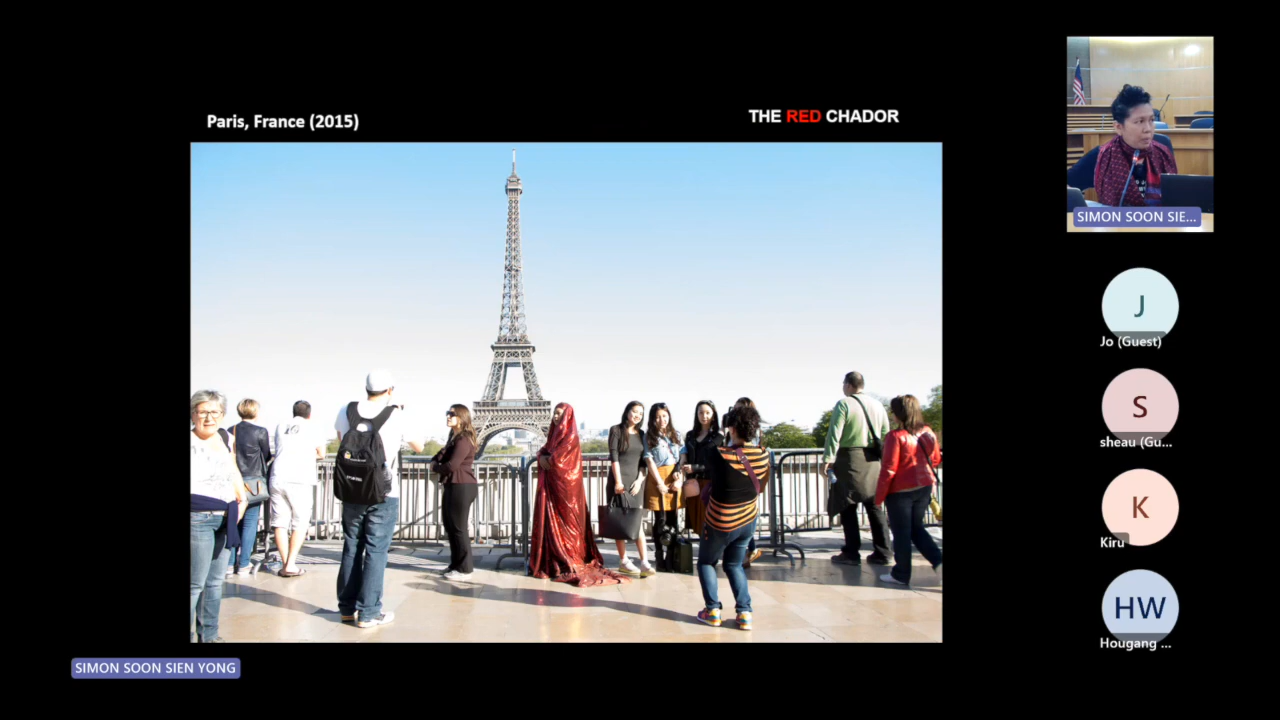 Paris, France (2015)
THE RED CHADOR
SIMON SOON SIE...
J
Jo (Guest)
S
sheau (Gu...
K
Kiru
HW
Hougang ...
SIMON SOON SIEN YONG